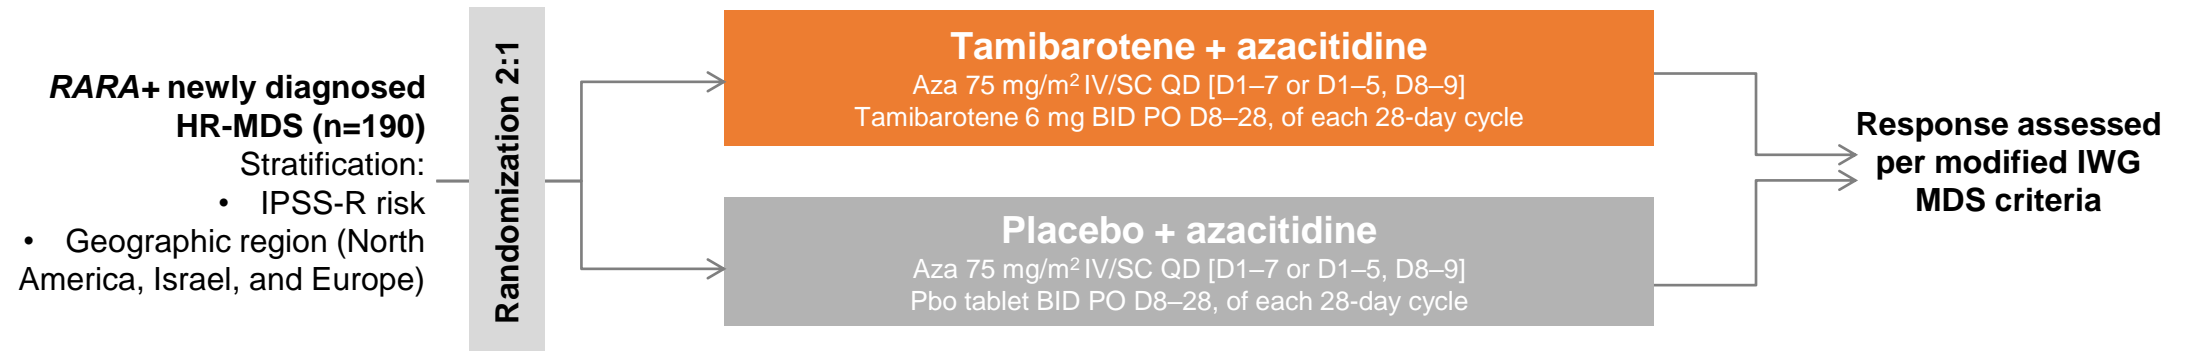 RARA+ newly diagnosed
HR-MDS (n=190)
Stratification:
• IPSS-R risk
• Geographic region (North
America, Israel, and Europe)
Randomization 2:1
Tamibarotene + azacitidine
Aza 75 mg/m² IV/SC QD [D1–7 or D1–5, D8–9]
Tamibarotene 6 mg BID PO D8–28, of each 28-day cycle
Placebo + azacitidine
Aza 75 mg/m² IV/SC QD [D1–7 or D1–5, D8–9]
Pbo tablet BID PO D8–28, of each 28-day cycle
Response assessed
per modified IWG
MDS criteria